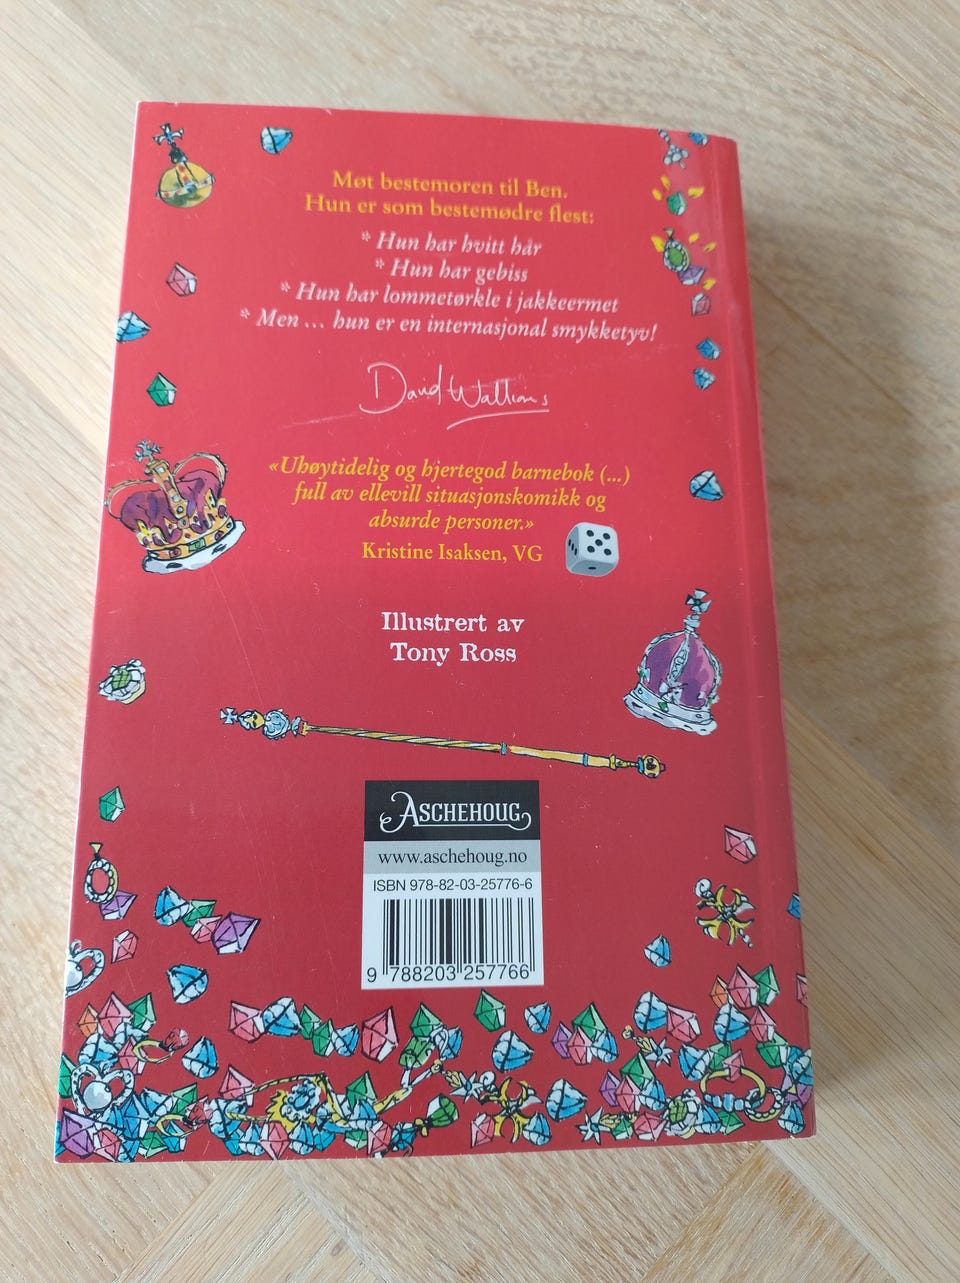 Møt bestemoren til Ben.
Hun er som bestemødre flest:
* Hun har hvitt hår
* Hun har gebiss
* Hun har lommetørkle i jakkeermet
* Men ... hun er en internasjonal smykketyv!
David Walliams
«Uhøytidelig og hjertegod barnebok (...)
full av ellevill situasjonskomikk og
absurde personer.»
Kristine Isaksen, VG
Illustrert av
Tony Ross
ASCHEHOUG
www.aschehoug.no
ISBN 978-82-03-25776-6
9 788203 257766